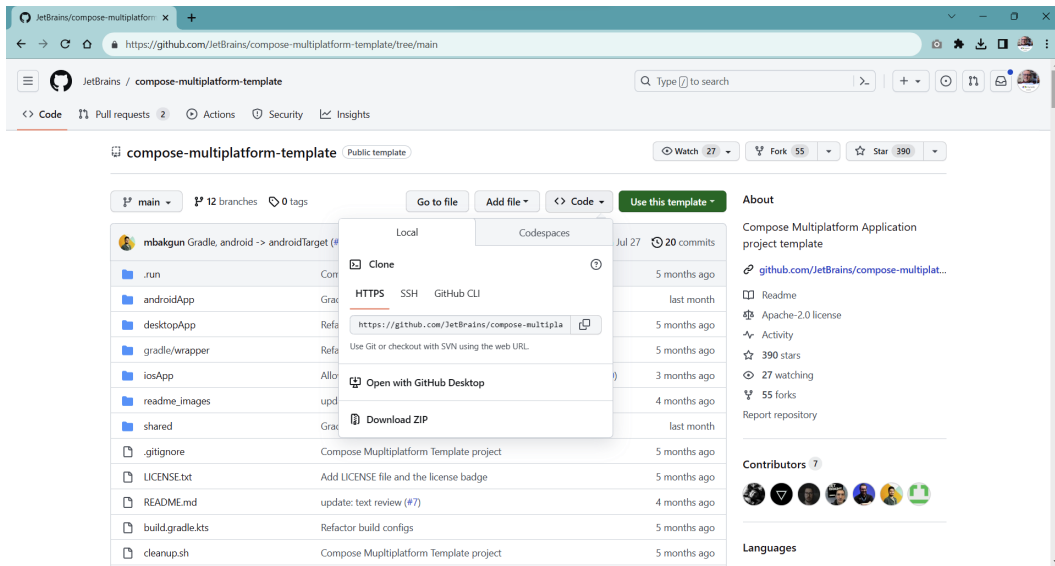 JetBrains/compose-multiplatform
https://github.com/JetBrains/compose-multiplatform-template/tree/main
JetBrains / compose-multiplatform-template
Type / to search
Code Pull requests 2 Actions Security Insights
compose-multiplatform-template Public template
Watch 27 Fork 55 Star 390
main 12 branches 0 tags Go to file Add file Code Use this template
mbakgun Gradle, android -> androidTarget (# Jul 27 20 commits
.run Com 5 months ago
androidApp Grad last month
desktopApp Refa 5 months ago
gradle/wrapper Refa 5 months ago
iosApp Allo ) 3 months ago
readme_images upd 4 months ago
shared Grad last month
.gitignore Compose Mupltiplatform Template project 5 months ago
LICENSE.txt Add LICENSE file and the license badge 5 months ago
README.md update: text review (#7) 4 months ago
build.gradle.kts Refactor build configs 5 months ago
cleanup.sh Compose Mupltiplatform Template project 5 months ago
Local Codespaces
Clone
HTTPS SSH GitHub CLI
https://github.com/JetBrains/compose-multipla
Use Git or checkout with SVN using the web URL.
Open with GitHub Desktop
Download ZIP
About
Compose Multiplatform Application
project template
github.com/JetBrains/compose-multiplat...
Readme
Apache-2.0 license
Activity
390 stars
27 watching
55 forks
Report repository
Contributors 7
Languages